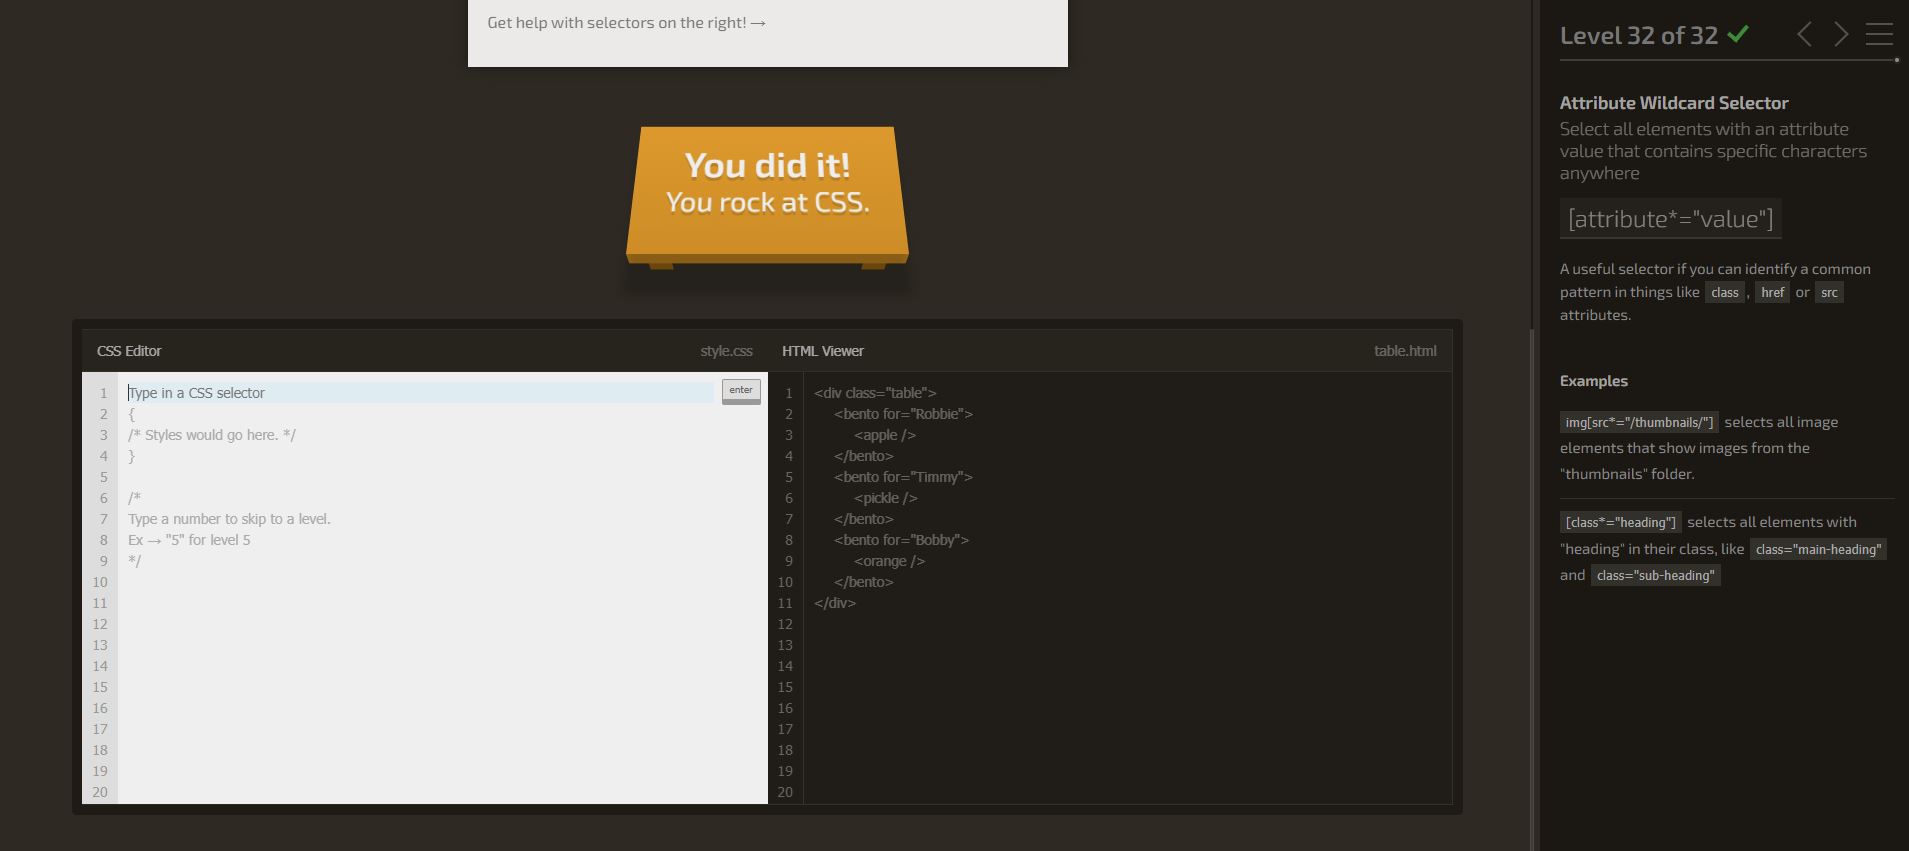 Get help with selectors on the right! →
You did it!
You rock at CSS.
CSS Editor style.css
1 Type in a CSS selector enter
2 {
3 /* Styles would go here. */
4 }
5
6 /*
7 Type a number to skip to a level.
8 Ex → "5" for level 5
9 */
10
11
12
13
14
15
16
17
18
19
20
HTML Viewer table.html
1 <div class="table">
2 <bento for="Robbie">
3 <apple />
4 </bento>
5 <bento for="Timmy">
6 <pickle />
7 </bento>
8 <bento for="Bobby">
9 <orange />
10 </bento>
11 </div>
12
13
14
15
16
17
18
19
20
Level 32 of 32
Attribute Wildcard Selector
Select all elements with an attribute
value that contains specific characters
anywhere
[attribute*="value"]
A useful selector if you can identify a common
pattern in things like class, href or src
attributes.
Examples
img[src*="/thumbnails/"] selects all image
elements that show images from the
"thumbnails" folder.
[class*="heading"] selects all elements with
"heading" in their class, like class="main-heading"
and class="sub-heading"